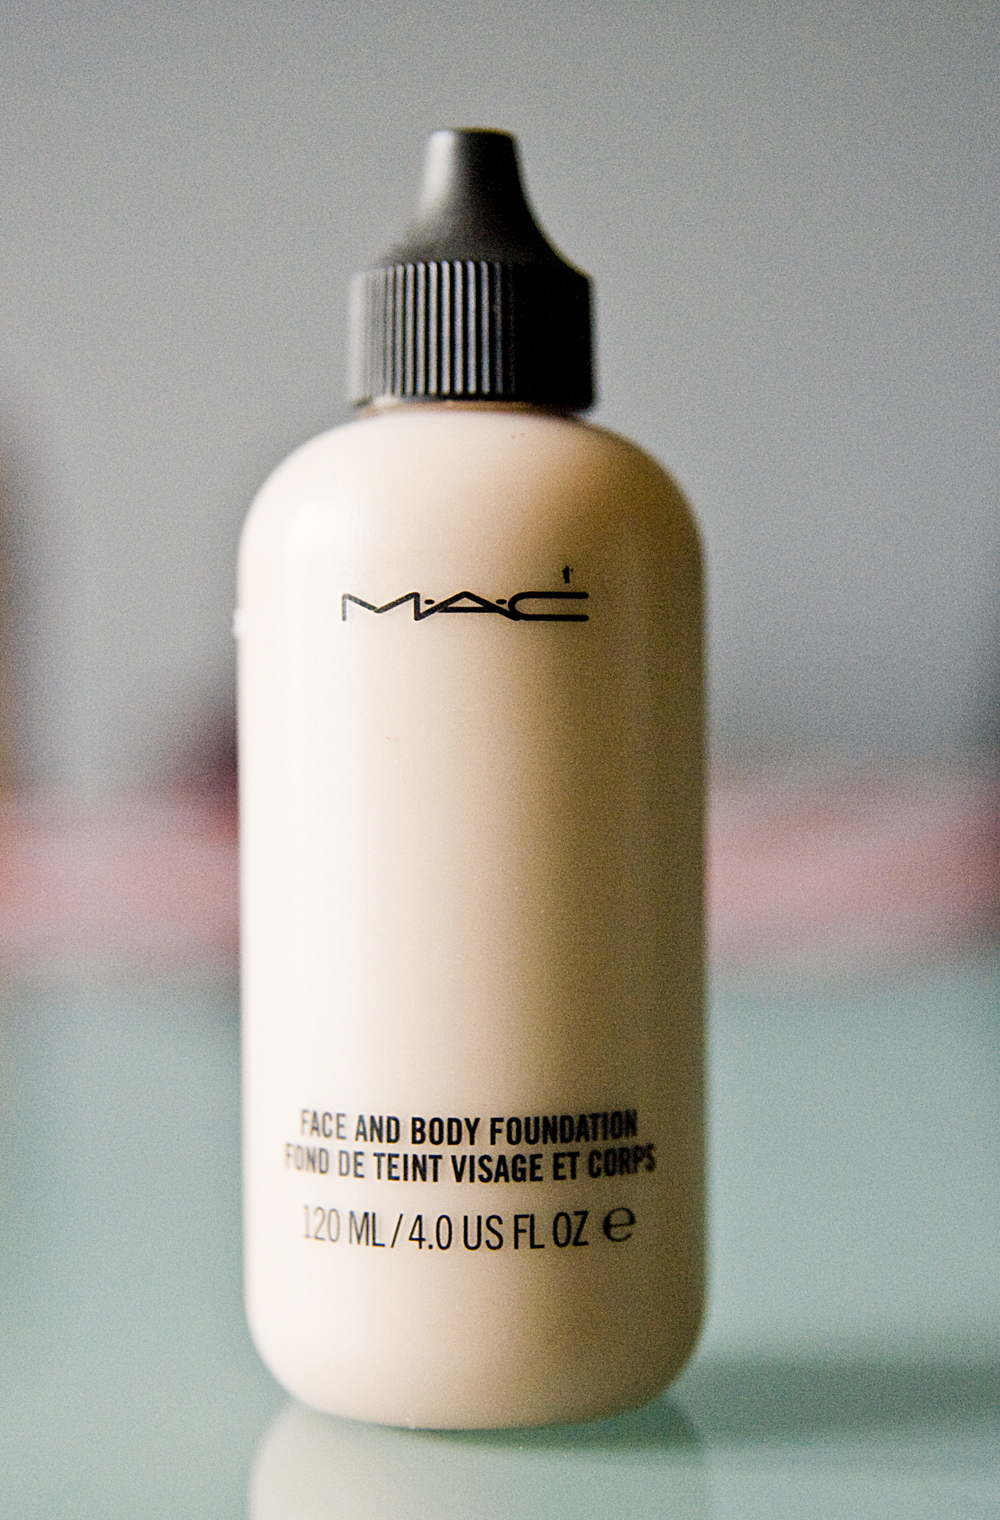 M·A·C
FACE AND BODY FOUNDATION
FOND DE TEINT VISAGE ET CORPS
120 ML / 4.0 US FL OZ ℮